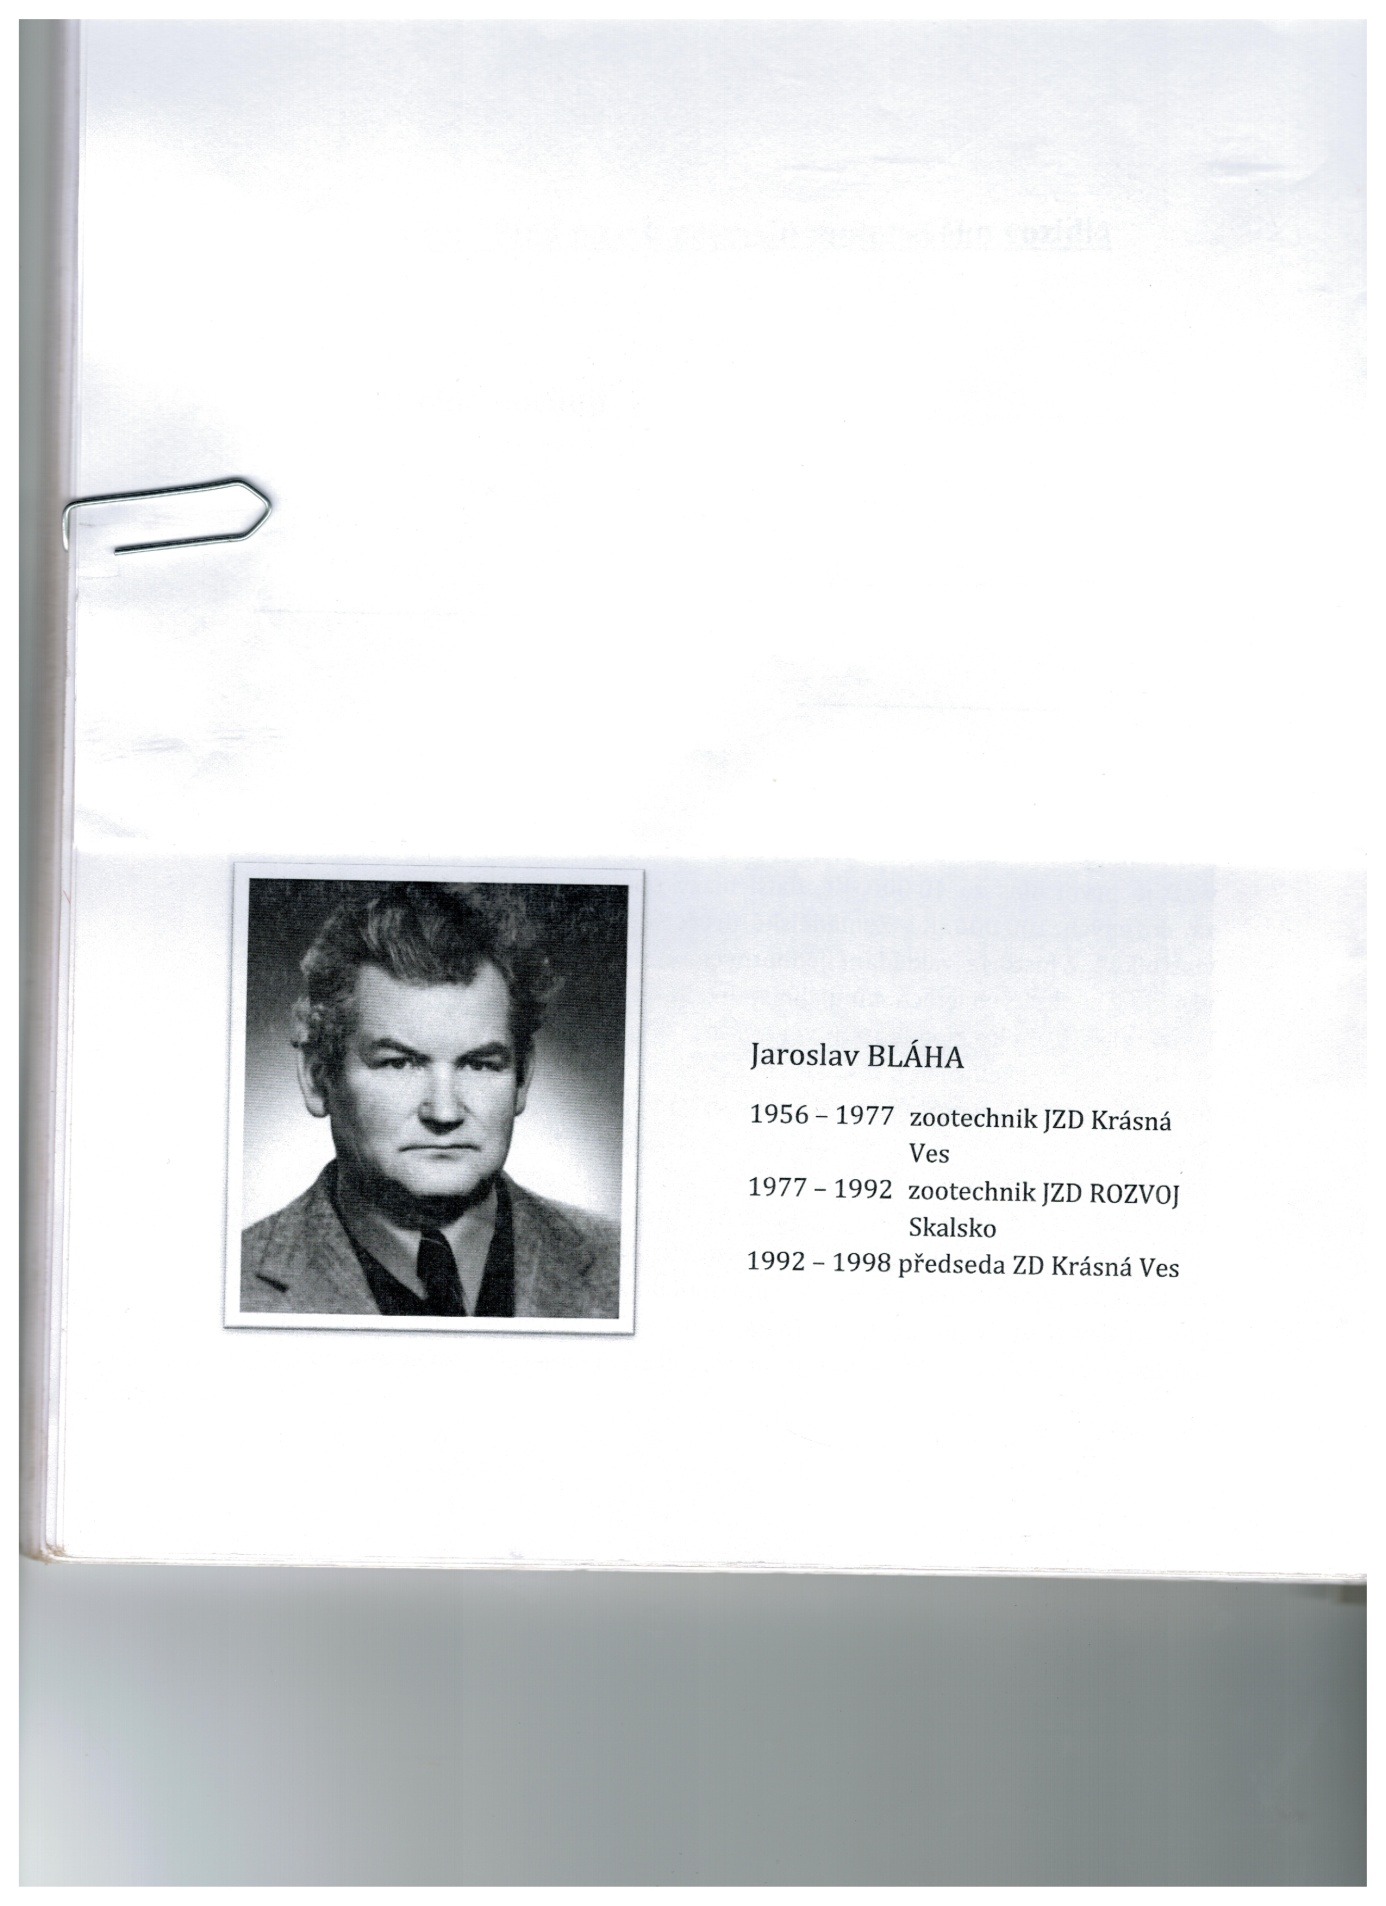 Jaroslav BLÁHA
1956 – 1977 zootechnik JZD Krásná
Ves
1977 – 1992 zootechnik JZD ROZVOJ
Skalsko
1992 – 1998 předseda ZD Krásná Ves